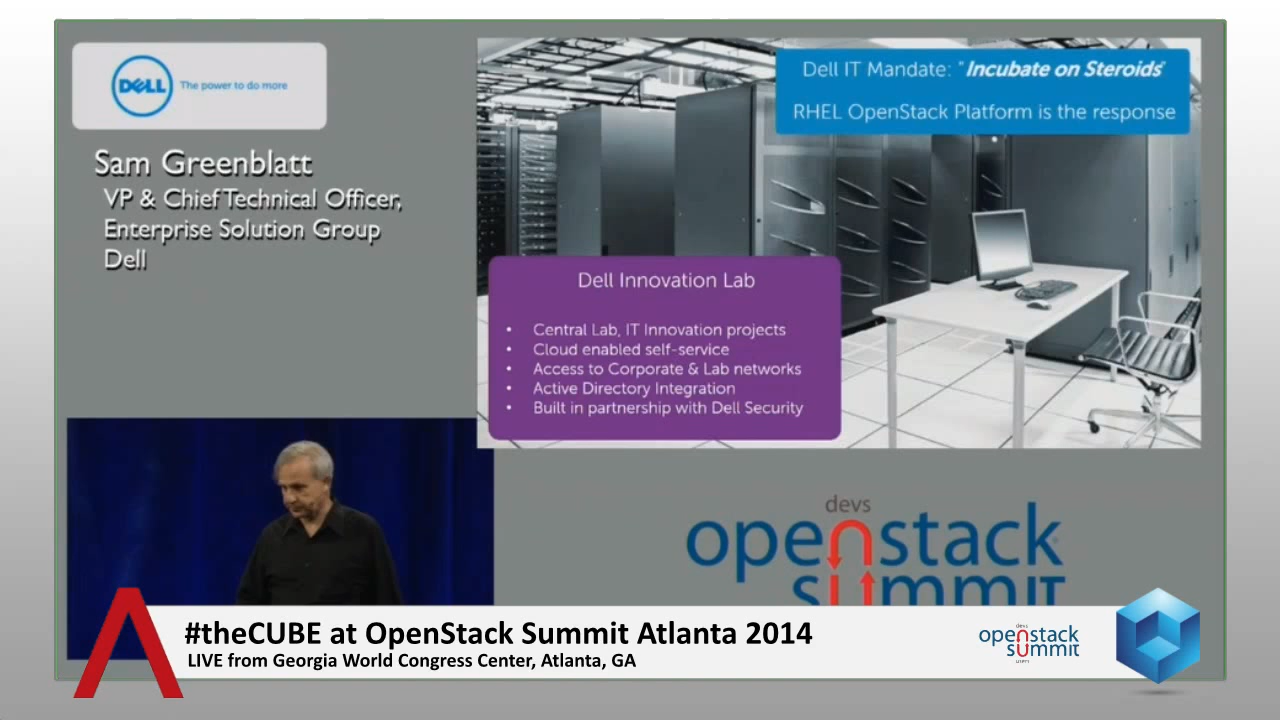 DELL
The power to do more
Sam Greenblatt
VP & Chief Technical Officer,
Enterprise Solution Group
Dell
Dell IT Mandate: "Incubate on Steroids"
RHEL OpenStack Platform is the response
Dell Innovation Lab
• Central Lab, IT Innovation projects
• Cloud enabled self-service
• Access to Corporate & Lab networks
• Active Directory Integration
• Built in partnership with Dell Security
devs
openstack
summit
#theCUBE at OpenStack Summit Atlanta 2014
LIVE from Georgia World Congress Center, Atlanta, GA
devs
openstack
summit
users